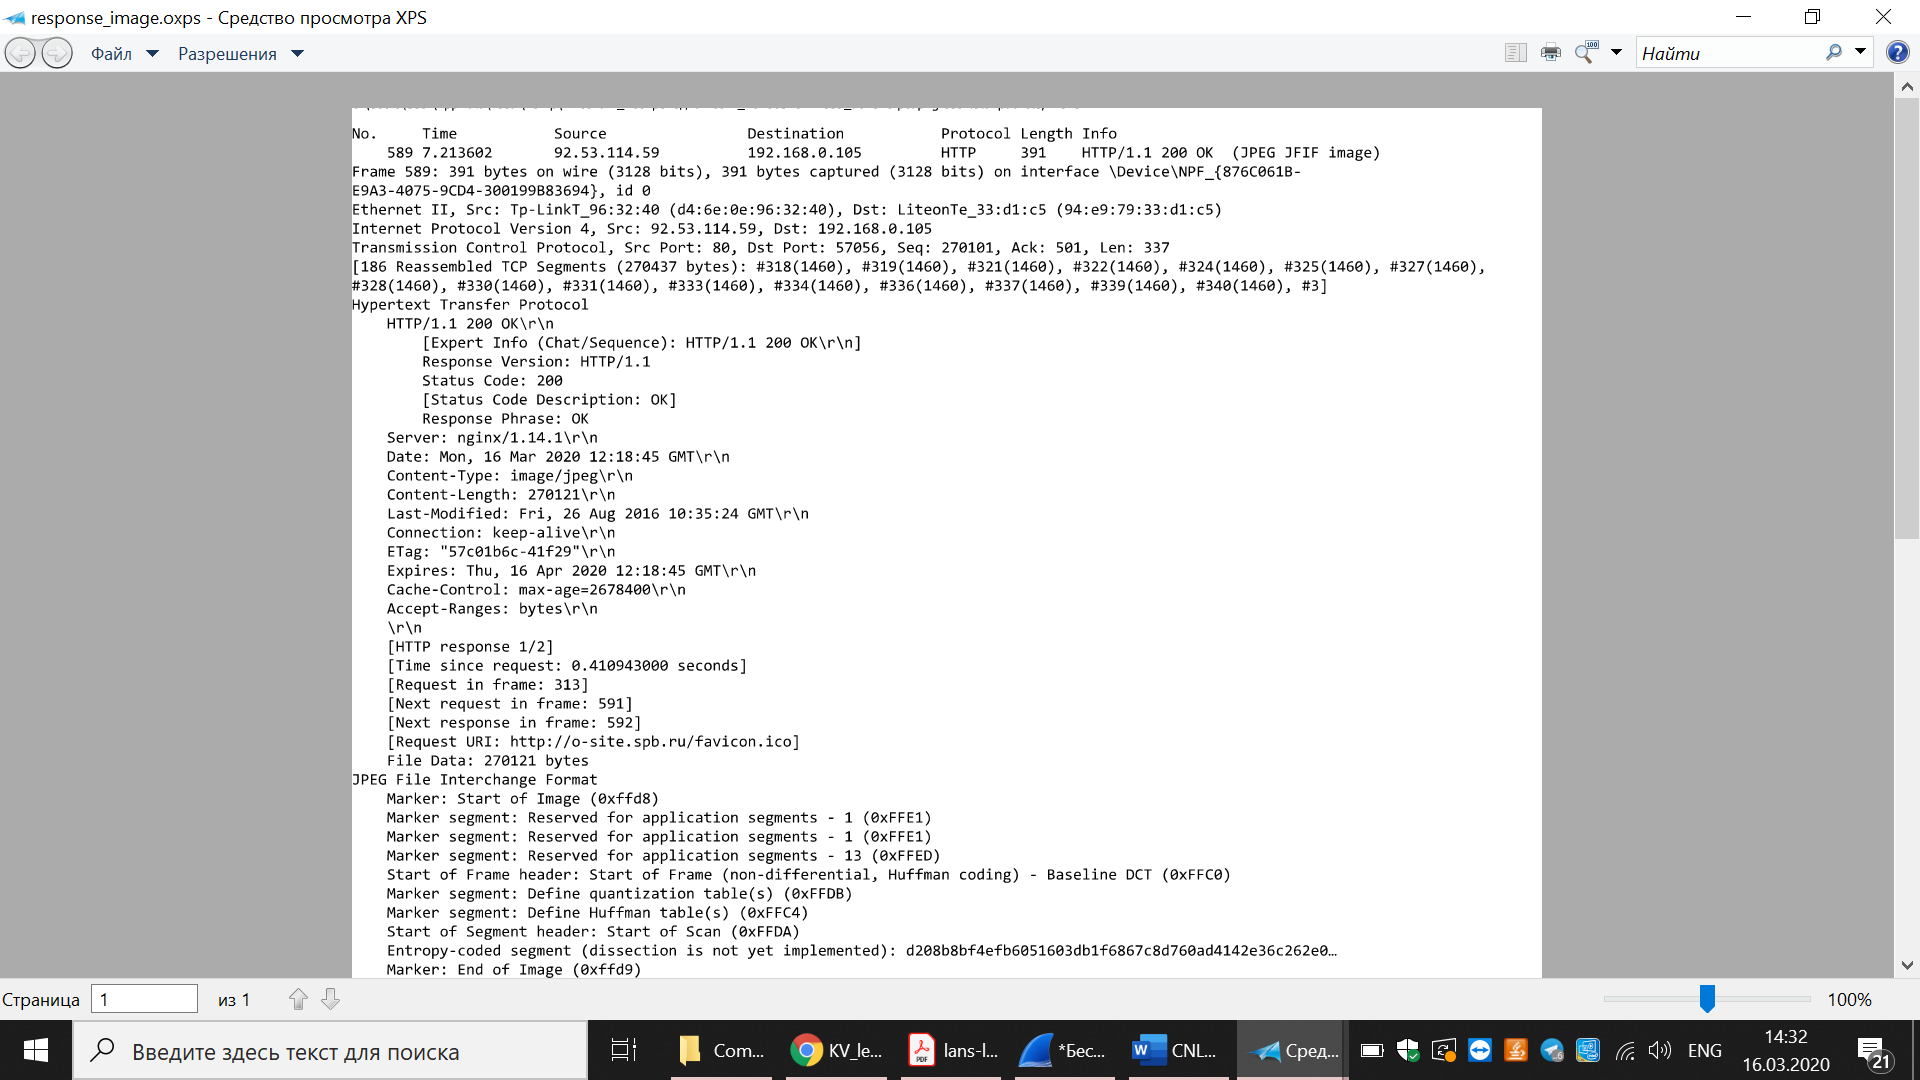 response_image.oxps - Средство просмотра XPS
Файл Разрешения Найти
No. Time Source Destination Protocol Length Info
589 7.213602 92.53.114.59 192.168.0.105 HTTP 391 HTTP/1.1 200 OK (JPEG JFIF image)
Frame 589: 391 bytes on wire (3128 bits), 391 bytes captured (3128 bits) on interface \Device\NPF_{876C061B-
E9A3-4075-9CD4-300199B83694}, id 0
Ethernet II, Src: Tp-LinkT_96:32:40 (d4:6e:0e:96:32:40), Dst: LiteonTe_33:d1:c5 (94:e9:79:33:d1:c5)
Internet Protocol Version 4, Src: 92.53.114.59, Dst: 192.168.0.105
Transmission Control Protocol, Src Port: 80, Dst Port: 57056, Seq: 270101, Ack: 501, Len: 337
[186 Reassembled TCP Segments (270437 bytes): #318(1460), #319(1460), #321(1460), #322(1460), #324(1460), #325(1460), #327(1460),
#328(1460), #330(1460), #331(1460), #333(1460), #334(1460), #336(1460), #337(1460), #339(1460), #340(1460), #3]
Hypertext Transfer Protocol
HTTP/1.1 200 OK\r\n
[Expert Info (Chat/Sequence): HTTP/1.1 200 OK\r\n]
Response Version: HTTP/1.1
Status Code: 200
[Status Code Description: OK]
Response Phrase: OK
Server: nginx/1.14.1\r\n
Date: Mon, 16 Mar 2020 12:18:45 GMT\r\n
Content-Type: image/jpeg\r\n
Content-Length: 270121\r\n
Last-Modified: Fri, 26 Aug 2016 10:35:24 GMT\r\n
Connection: keep-alive\r\n
ETag: "57c01b6c-41f29"\r\n
Expires: Thu, 16 Apr 2020 12:18:45 GMT\r\n
Cache-Control: max-age=2678400\r\n
Accept-Ranges: bytes\r\n
\r\n
[HTTP response 1/2]
[Time since request: 0.410943000 seconds]
[Request in frame: 313]
[Next request in frame: 591]
[Next response in frame: 592]
[Request URI: http://o-site.spb.ru/favicon.ico]
File Data: 270121 bytes
JPEG File Interchange Format
Marker: Start of Image (0xffd8)
Marker segment: Reserved for application segments - 1 (0xFFE1)
Marker segment: Reserved for application segments - 1 (0xFFE1)
Marker segment: Reserved for application segments - 13 (0xFFED)
Start of Frame header: Start of Frame (non-differential, Huffman coding) - Baseline DCT (0xFFC0)
Marker segment: Define quantization table(s) (0xFFDB)
Marker segment: Define Huffman table(s) (0xFFC4)
Start of Segment header: Start of Scan (0xFFDA)
Entropy-coded segment (dissection is not yet implemented): d208b8bf4efb6051603db1f6867c8d760ad4142e36c262e0…
Marker: End of Image (0xffd9)
Страница 1 из 1 100%
Введите здесь текст для поиска Com... KV_le... lans-l... *Бес... CNL... Сред... ENG 14:32
16.03.2020 21